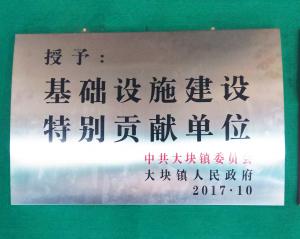 授予：
基础设施建设
特别贡献单位
中共大块镇委员会
大块镇人民政府
2017·10